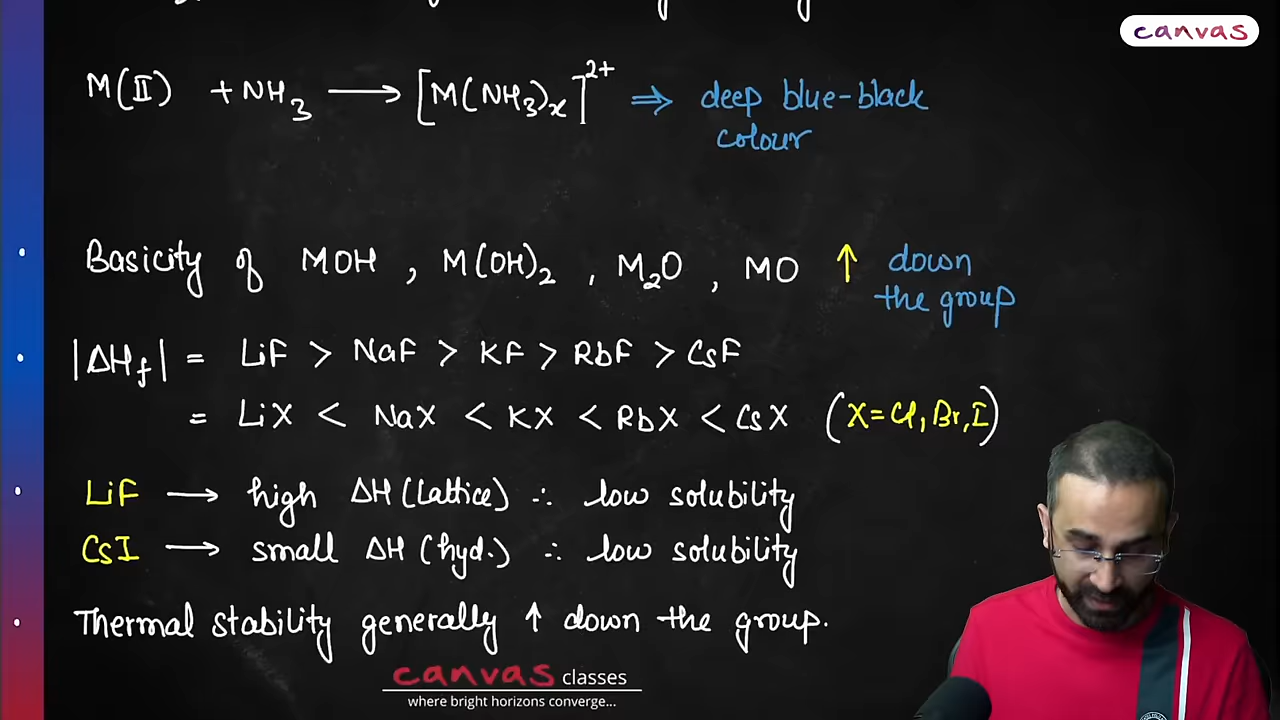 canvas
M(II) + NH₃ ⟶ [M(NH₃)ₓ]²⁺ ⇒ deep blue-black
colour
Basicity of MOH , M(OH)₂ , M₂O , MO ↑ down
the group
|ΔH𝒻| = LiF > NaF > KF > RbF > CsF
= LiX < NaX < KX < RbX < CsX (X=Cl, Br, I)
LiF → high ΔH (Lattice) ∴ low solubility
CsI → small ΔH (hyd.) ∴ low solubility
Thermal stability generally ↑ down the group.
canvas classes
where bright horizons converge...